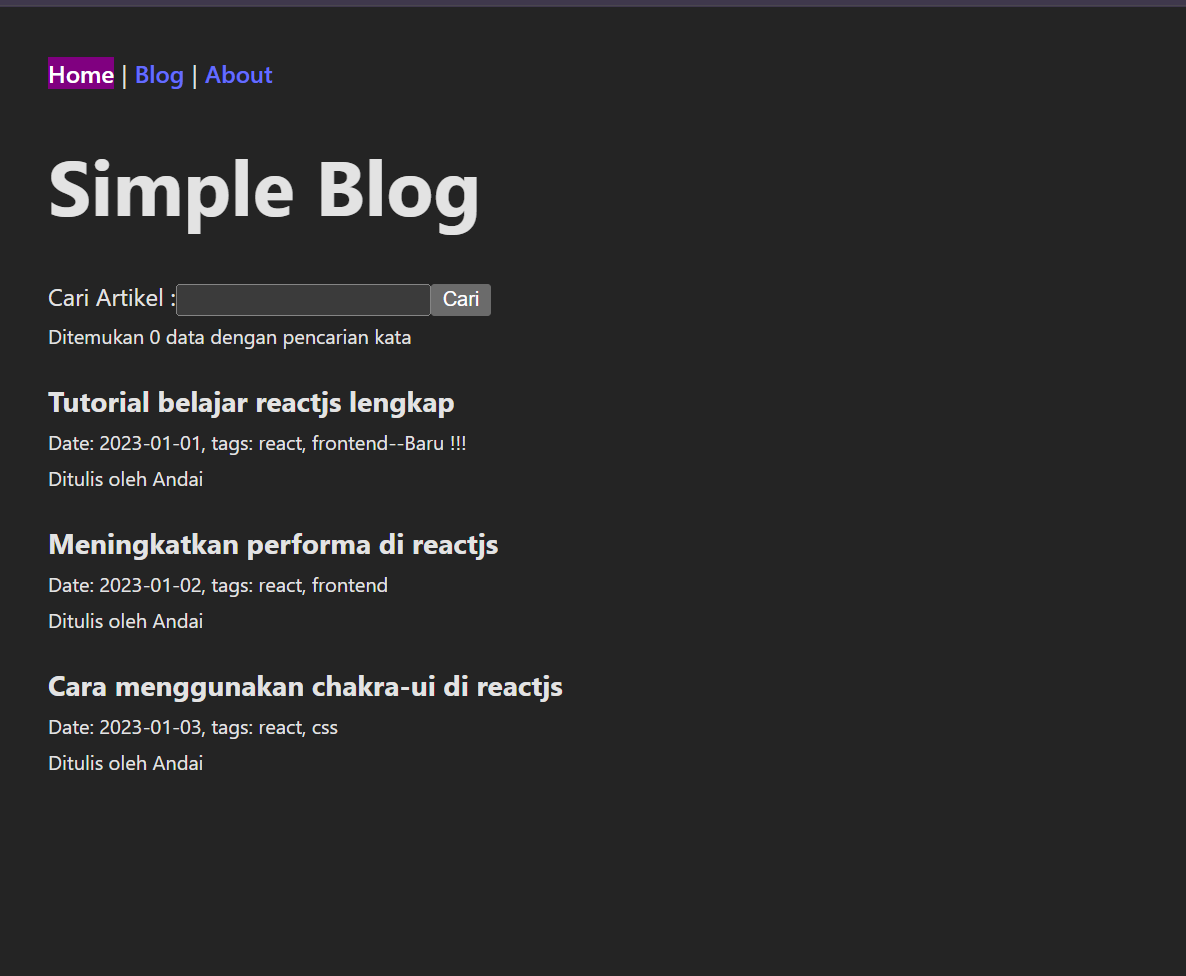 Home | Blog | About
Simple Blog
Cari Artikel : Cari
Ditemukan 0 data dengan pencarian kata
Tutorial belajar reactjs lengkap
Date: 2023-01-01, tags: react, frontend--Baru !!!
Ditulis oleh Andai
Meningkatkan performa di reactjs
Date: 2023-01-02, tags: react, frontend
Ditulis oleh Andai
Cara menggunakan chakra-ui di reactjs
Date: 2023-01-03, tags: react, css
Ditulis oleh Andai